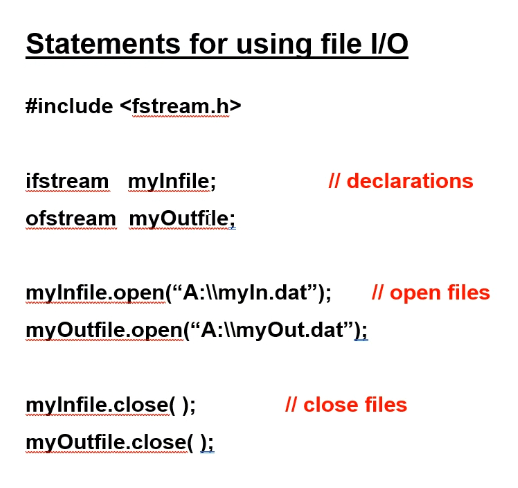 Statements for using file I/O
#include <fstream.h>
ifstream myInfile; // declarations
ofstream myOutfile;
myInfile.open(“A:\\myIn.dat”); // open files
myOutfile.open(“A:\\myOut.dat”);
myInfile.close( ); // close files
myOutfile.close( );